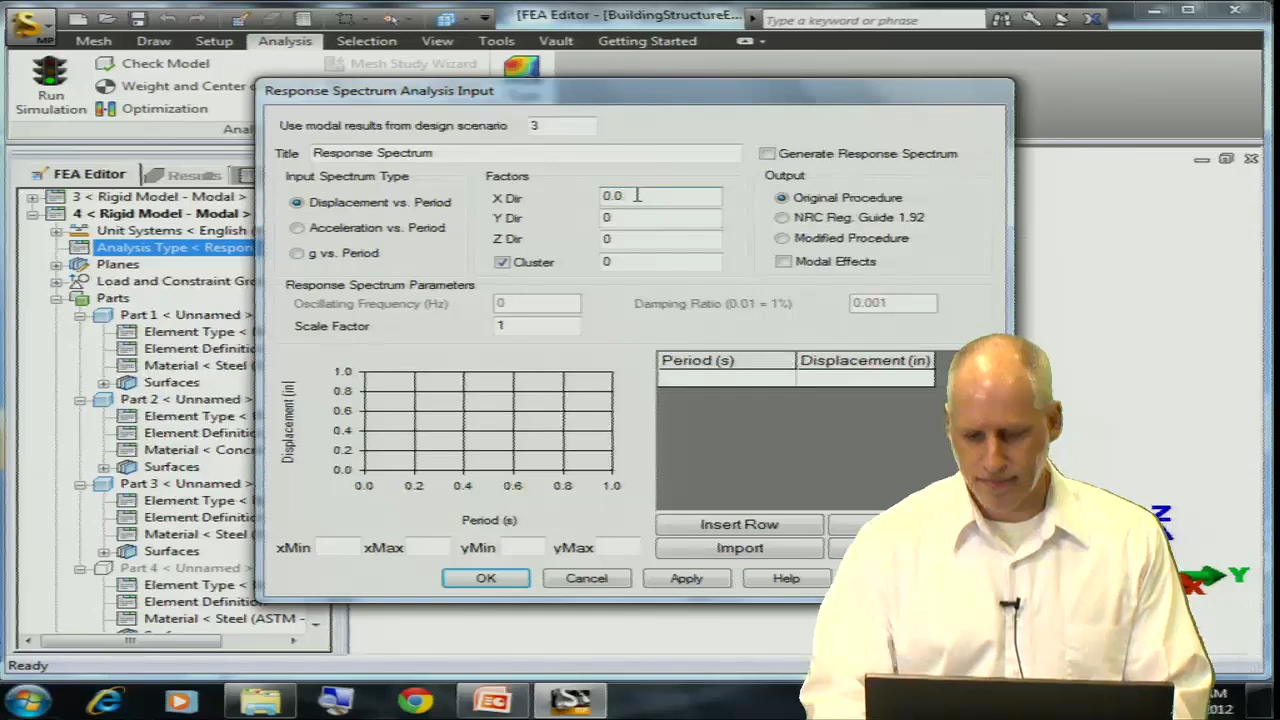 [FEA Editor - [BuildingStructureE...
Type a keyword or phrase
MP
Mesh Draw Setup Analysis Selection View Tools Vault Getting Started
Check Model
Mesh Study Wizard
Weight and Center o
Run
Simulation
Optimization
Anal
Response Spectrum Analysis Input
Use modal results from design scenario 3
Title Response Spectrum
Generate Response Spectrum
Input Spectrum Type
Factors
Output
Displacement vs. Period
X Dir 0.0
Original Procedure
Y Dir 0
NRC Reg. Guide 1.92
Acceleration vs. Period
Z Dir 0
Modified Procedure
g vs. Period
Cluster 0
Modal Effects
Response Spectrum Parameters
Oscillating Frequency (Hz) 0
Damping Ratio (0.01 = 1%) 0.001
Scale Factor 1
Period (s) Displacement (in)
Displacement (in)
1.0
0.8
0.6
0.4
0.2
0.0
0.0 0.2 0.4 0.6 0.8 1.0
Period (s)
xMin xMax yMin yMax
Insert Row
Import
OK Cancel Apply Help
FEA Editor Results
3 < Rigid Model - Modal >
4 < Rigid Model - Modal >
Unit Systems < English (
Analysis Type < Respon
Planes
Load and Constraint Gro
Parts
Part 1 < Unnamed >
Element Type < (
Element Definitio
Material < Steel (
Surfaces
Part 2 < Unnamed >
Element Type < (
Element Definitio
Material < Conc
Surfaces
Part 3 < Unnamed >
Element Type < (
Element Definitio
Material < Steel (
Surfaces
Part 4 < Unnamed >
Element Type < (
Element Definitio
Material < Steel (ASTM -
Z
Y
X
Ready
MP
AM
2012